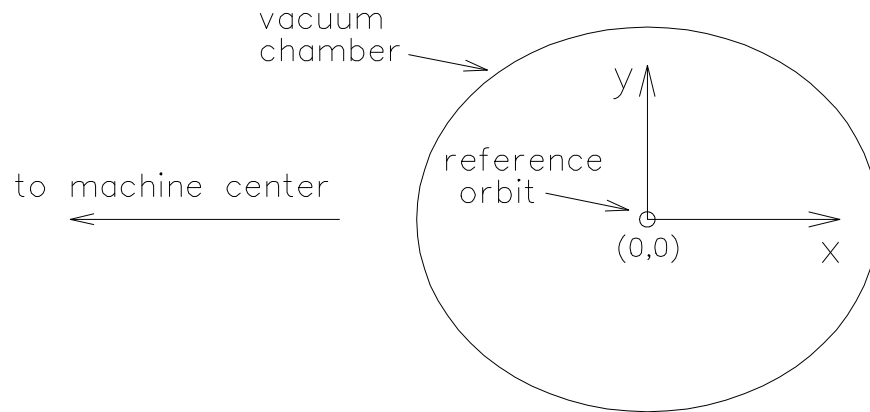 vacuum
chamber
y
reference
orbit
to machine center
(0,0)
x